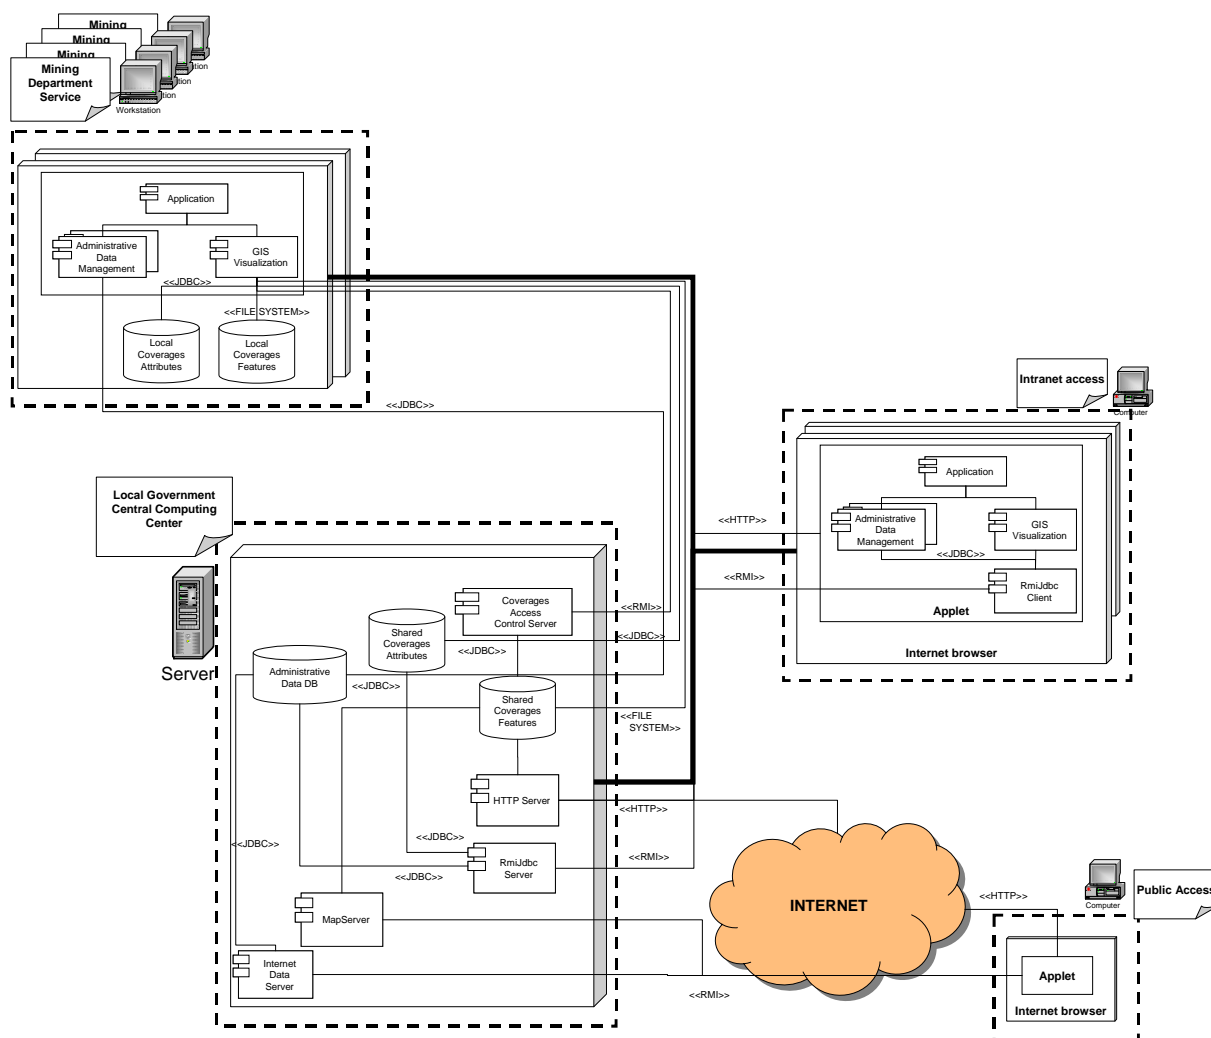 Mining
Mining
Mining
Mining
Department
Service
ation
ation
ation
Workstation
Application
Administrative
Data
Management
GIS
Visualization
<<JDBC>>
<<FILE SYSTEM>>
Local
Coverages
Attributes
Local
Coverages
Features
<<JDBC>>
Intranet access
Computer
Application
Administrative
Data
Management
GIS
Visualization
<<JDBC>>
RmiJdbc
Client
Applet
Internet browser
<<HTTP>>
<<RMI>>
Local Government
Central Computing
Center
Server
Coverages
Access
Control Server
<<RMI>>
Shared
Coverages
Attributes
<<JDBC>>
<<JDBC>>
Administrative
Data DB
<<JDBC>>
Shared
Coverages
Features
<<FILE
SYSTEM>>
HTTP Server
<<HTTP>>
<<JDBC>>
<<JDBC>>
RmiJdbc
Server
<<RMI>>
<<JDBC>>
MapServer
Internet
Data
Server
<<RMI>>
INTERNET
<<HTTP>>
Computer
Public Access
Applet
Internet browser